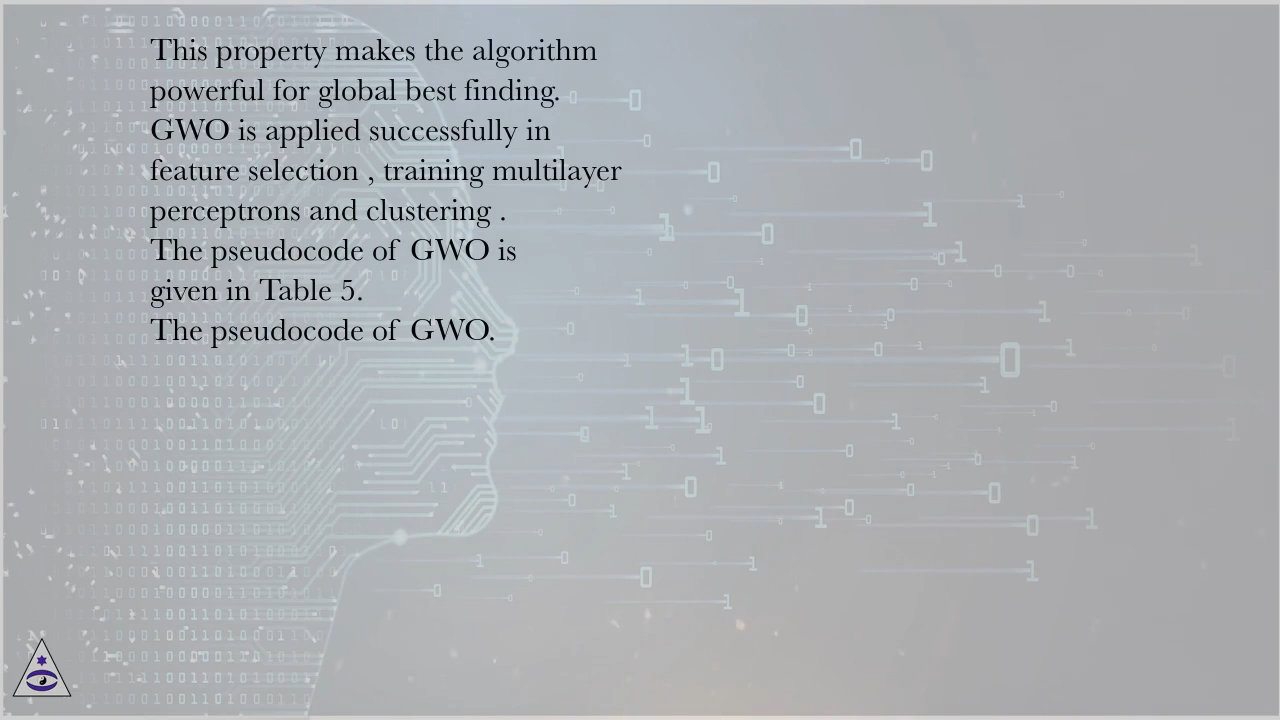 This property makes the algorithm
powerful for global best finding.
GWO is applied successfully in
feature selection , training multilayer
perceptrons and clustering .
The pseudocode of GWO is
given in Table 5.
The pseudocode of GWO.